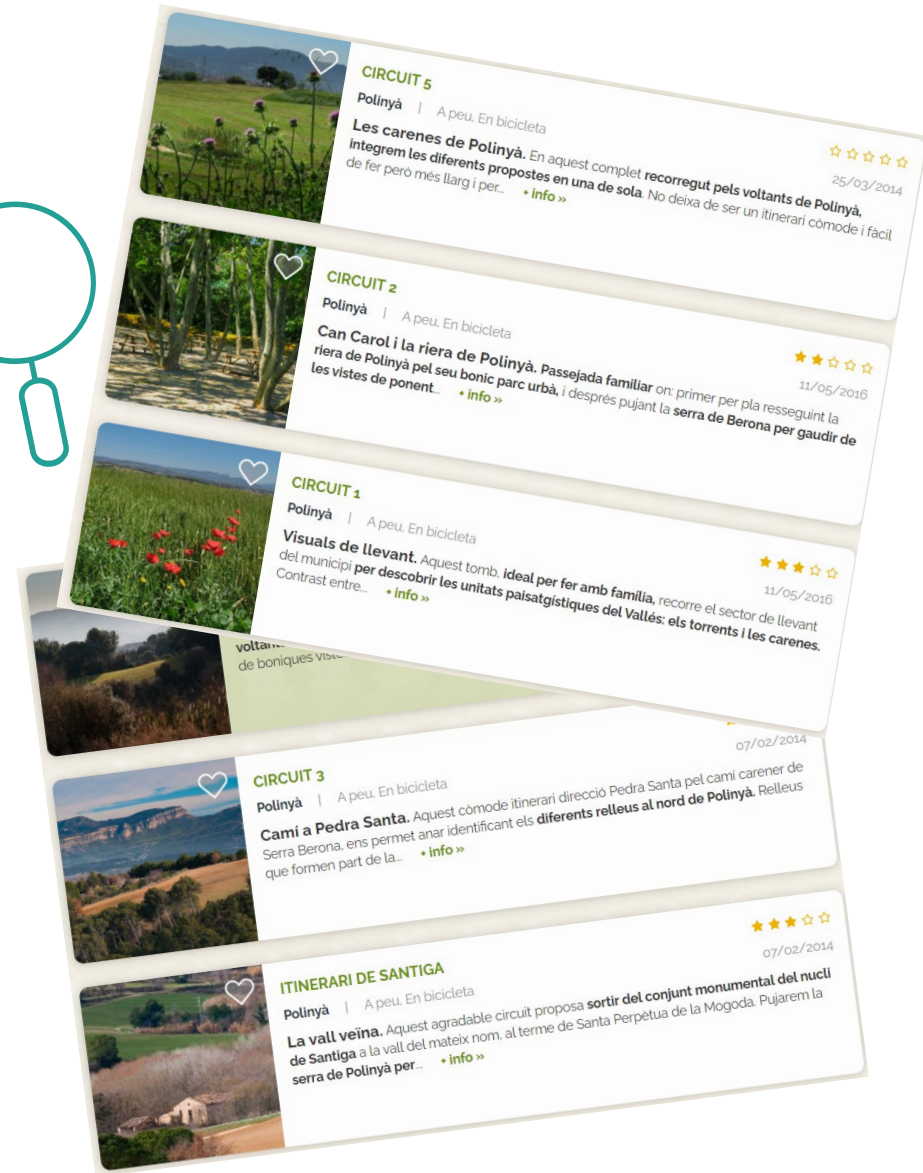 CIRCUIT 5
Polinyà | A peu, En bicicleta
25/03/2014
Les carenes de Polinyà. En aquest complet recorregut pels voltants de Polinyà,
integrem les diferents propostes en una de sola. No deixa de ser un itinerari còmode i fàcil
de fer però més llarg i per... + info »
CIRCUIT 2
Polinyà | A peu, En bicicleta
11/05/2016
Can Carol i la riera de Polinyà. Passejada familiar on: primer per pla resseguint la
riera de Polinyà pel seu bonic parc urbà, i després pujant la serra de Berona per gaudir de
les vistes de ponent... + info »
CIRCUIT 1
Polinyà | A peu, En bicicleta
11/05/2016
Visuals de llevant. Aquest tomb, ideal per fer amb família, recorre el sector de llevant
del municipi per descobrir les unitats paisatgístiques del Vallés: els torrents i les carenes.
Contrast entre... + info »
de boniques
07/02/2014
CIRCUIT 3
Polinyà | A peu, En bicicleta
Camí a Pedra Santa. Aquest còmode itinerari direcció Pedra Santa pel camí carener de
Serra Berona, ens permet anar identificant els diferents relleus al nord de Polinyà. Relleus
que formen part de la... + info »
ITINERARI DE SANTIGA
Polinyà | A peu, En bicicleta
07/02/2014
La vall veïna. Aquest agradable circuit proposa sortir del conjunt monumental del nucli
de Santiga a la vall del mateix nom, al terme de Santa Perpètua de la Mogoda. Pujarem la
serra de Polinyà per... + info »